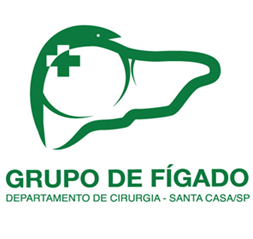 GRUPO DE FÍGADO
DEPARTAMENTO DE CIRURGIA - SANTA CASA/SP